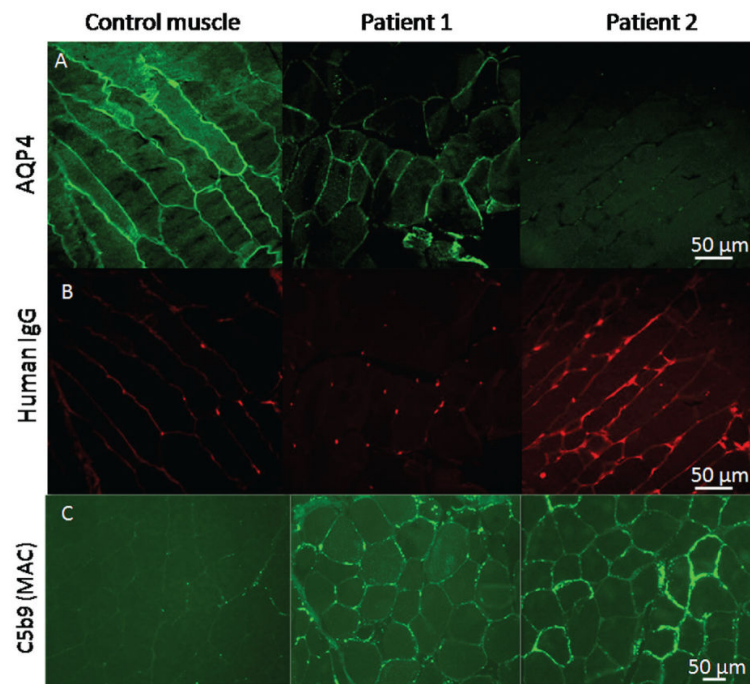 Control muscle Patient 1 Patient 2
A
AQP4
50 µm
B
Human IgG
50 µm
C
C5b9 (MAC)
50 µm